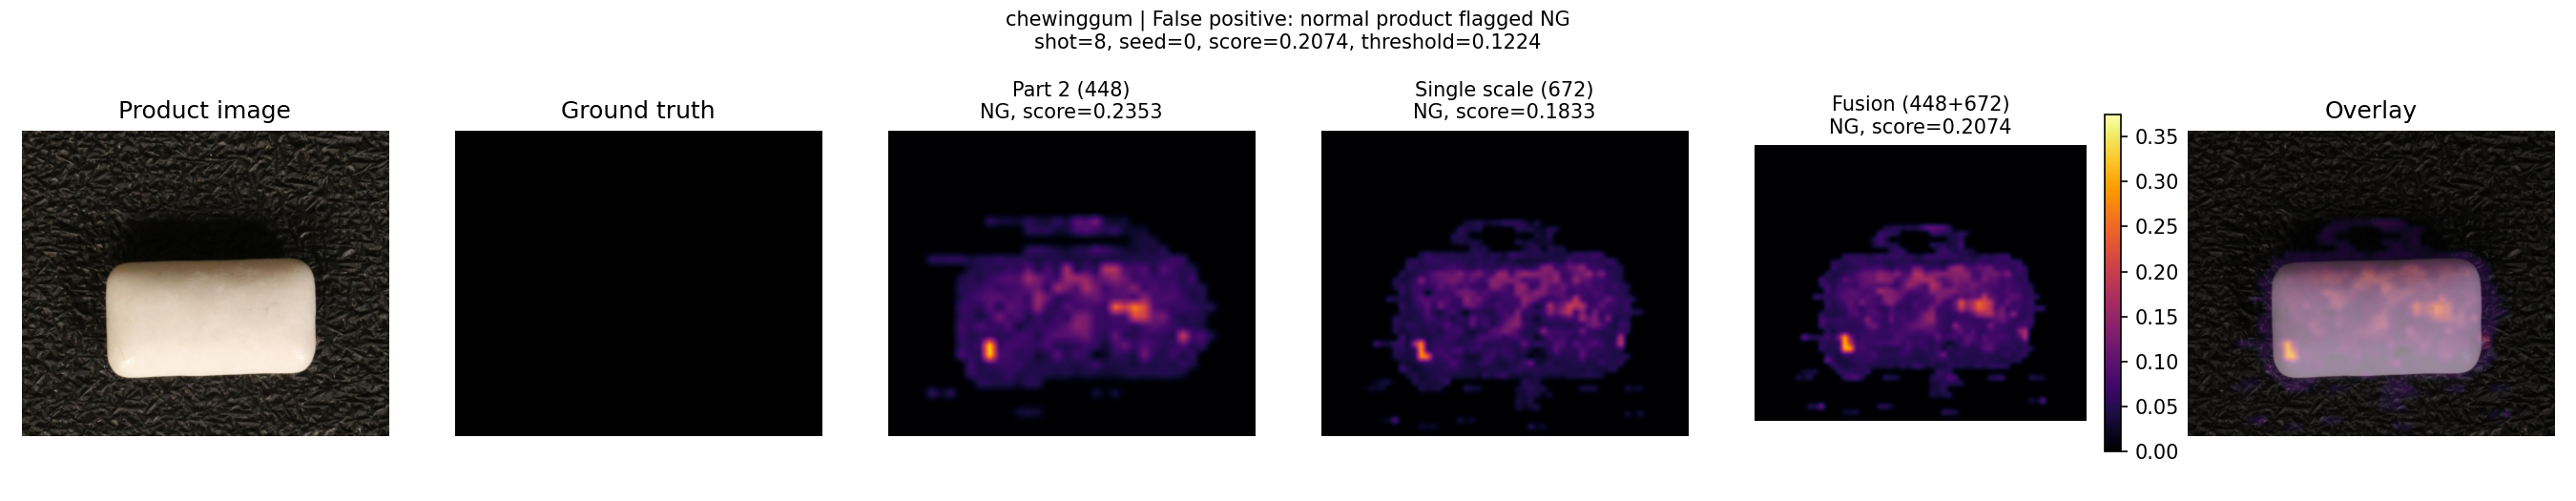 chewinggum | False positive: normal product flagged NG
shot=8, seed=0, score=0.2074, threshold=0.1224
Product image
Ground truth
Part 2 (448)
NG, score=0.2353
Single scale (672)
NG, score=0.1833
Fusion (448+672)
NG, score=0.2074
Overlay
0.35
0.30
0.25
0.20
0.15
0.10
0.05
0.00